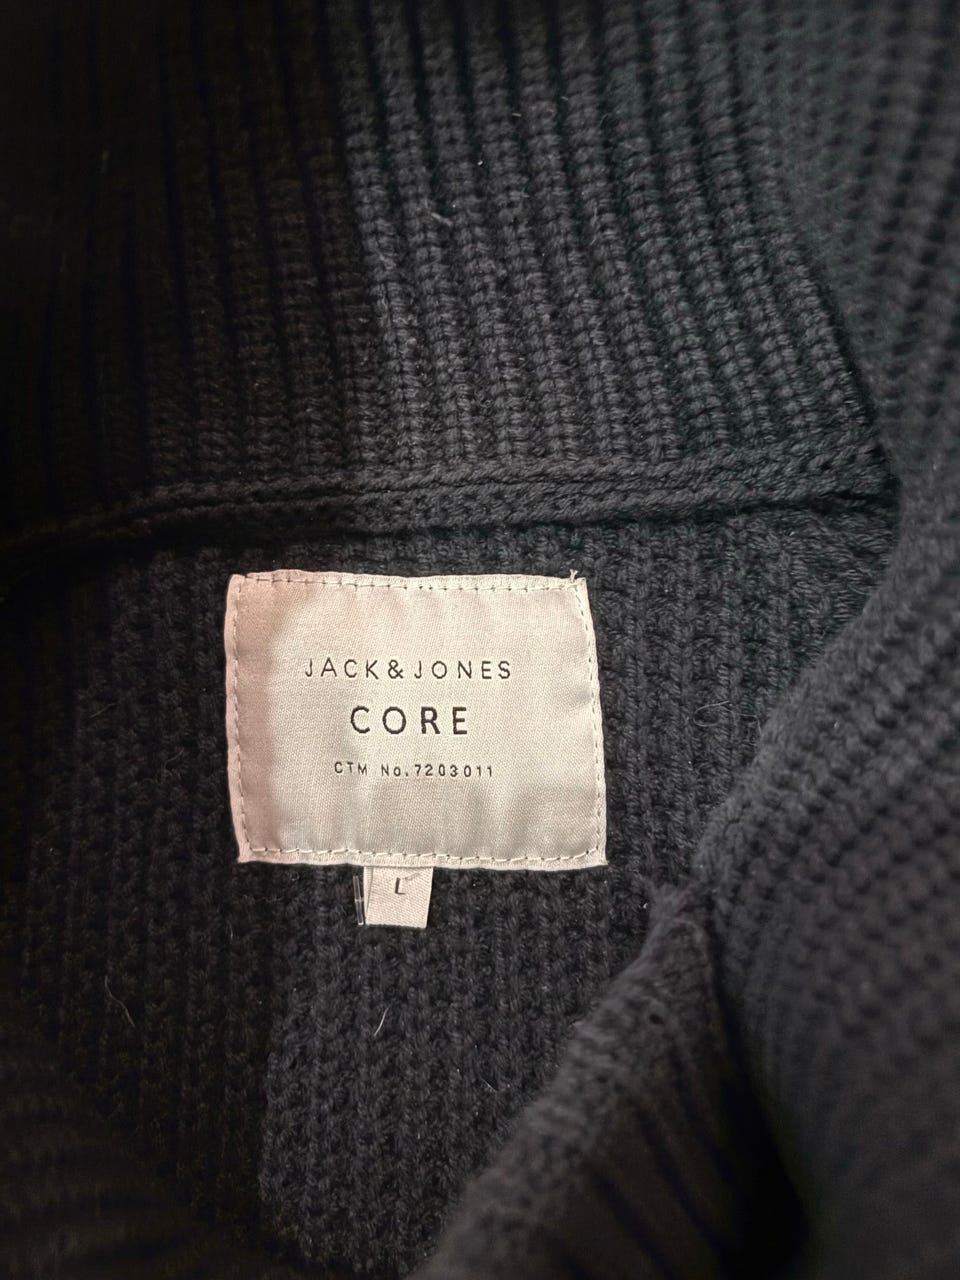 JACK&JONES
CORE
CTM No.7203011
L